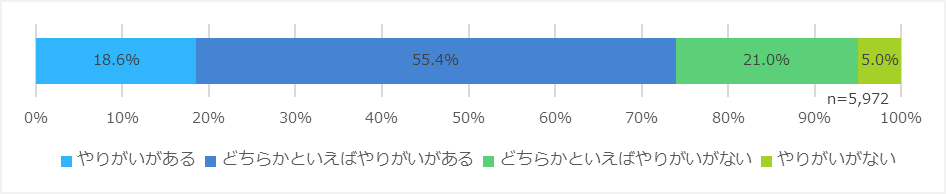 18.6% 55.4% 21.0% 5.0%
n=5,972
0% 10% 20% 30% 40% 50% 60% 70% 80% 90% 100%
やりがいがある どちらかといえばやりがいがある どちらかといえばやりがいがない やりがいがない